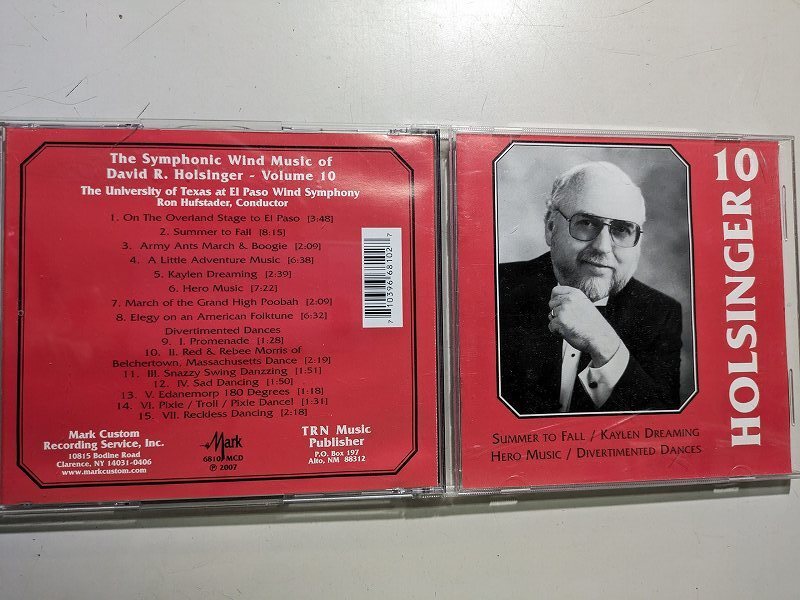 The Symphonic Wind Music of
David R. Holsinger - Volume 10
The University of Texas at El Paso Wind Symphony
Ron Hufstader, Conductor
1. On The Overland Stage to El Paso [3:48]
2. Summer to Fall [8:15]
3. Army Ants March & Boogie [2:09]
4. A Little Adventure Music [6:38]
5. Kaylen Dreaming [2:39]
6. Hero Music [7:22]
7. March of the Grand High Poobah [2:09]
8. Elegy on an American Folktune [6:32]
Divertimented Dances
9. I. Promenade [1:28]
10. II. Red & Rebee Morris of
Belchertown, Massachusetts Dance [2:19]
11. III. Snazzy Swing Danzzing [1:51]
12. IV. Sad Dancing [1:50]
13. V. Edanemorp 180 Degrees [1:18]
14. VI. Pixie / Troll / Pixie Dance! [1:31]
15. VII. Reckless Dancing [2:18]
Mark Custom
Recording Service, Inc.
10815 Bodine Road
Clarence, NY 14031-0406
www.markcustom.com
Mark
6810-MCD
℗ 2007
TRN Music
Publisher
P.O. Box 197
Alto, NM 88312
7 10396 68102 7
HOLSINGER 10
Summer to Fall / Kaylen Dreaming
Hero Music / Divertimented Dances